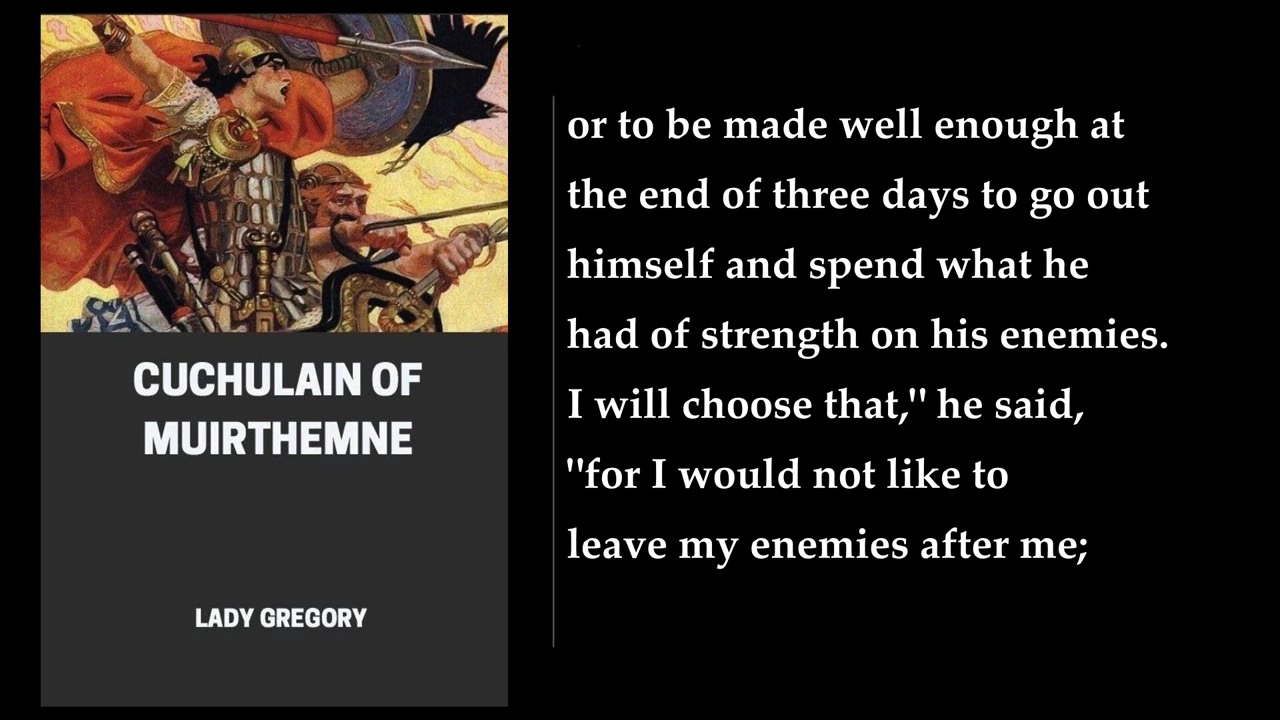 CUCHULAIN OF
MUIRTHEMNE
LADY GREGORY
or to be made well enough at
the end of three days to go out
himself and spend what he
had of strength on his enemies.
I will choose that," he said,
"for I would not like to
leave my enemies after me;